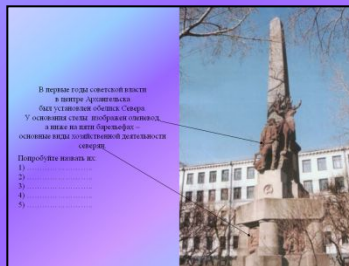 В первые годы советской власти
в центре Архангельска
был установлен обелиск Севера
У основания стелы изображен оленевод,
а ниже на пяти барельефах –
основные виды хозяйственной деятельности
северян
Попробуйте назвать их:
1) ........................
2) ........................
3) ........................
4) ........................
5) ........................